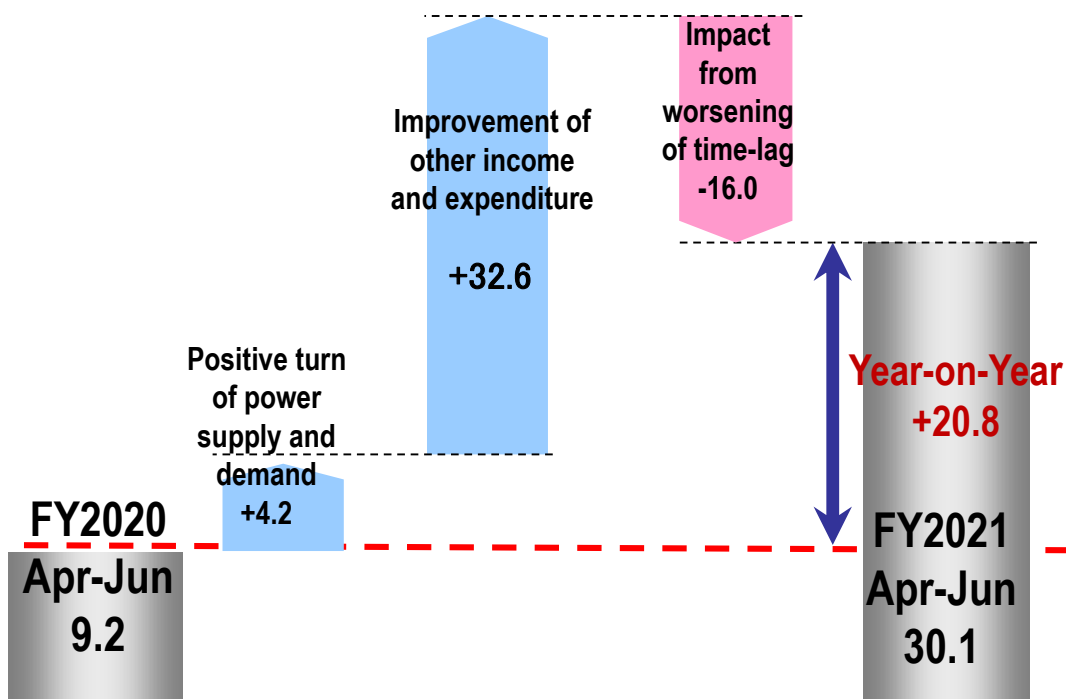 FY2020
Apr-Jun
9.2
Positive turn
of power
supply and
demand
+4.2
Improvement of
other income
and expenditure
+32.6
Impact
from
worsening
of time-lag
-16.0
Year-on-Year
+20.8
FY2021
Apr-Jun
30.1